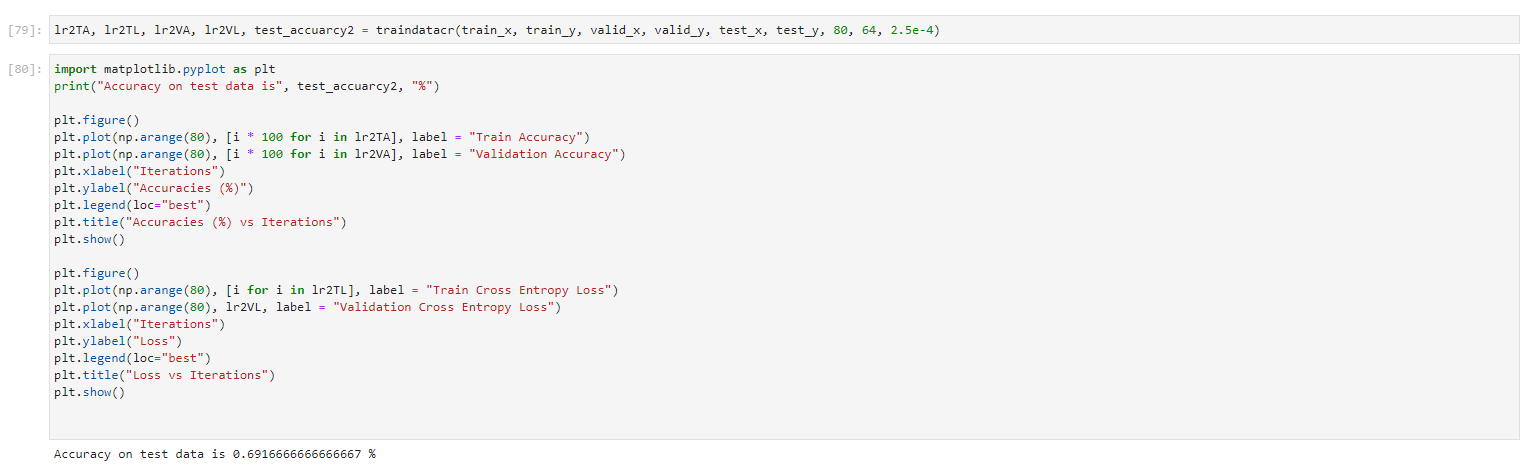 [79]: lr2TA, lr2TL, lr2VA, lr2VL, test_accuarcy2 = traindatacr(train_x, train_y, valid_x, valid_y, test_x, test_y, 80, 64, 2.5e-4)
[80]: import matplotlib.pyplot as plt
print("Accuracy on test data is", test_accuarcy2, "%")
plt.figure()
plt.plot(np.arange(80), [i * 100 for i in lr2TA], label = "Train Accuracy")
plt.plot(np.arange(80), [i * 100 for i in lr2VA], label = "Validation Accuracy")
plt.xlabel("Iterations")
plt.ylabel("Accuracies (%)")
plt.legend(loc="best")
plt.title("Accuracies (%) vs Iterations")
plt.show()
plt.figure()
plt.plot(np.arange(80), [i for i in lr2TL], label = "Train Cross Entropy Loss")
plt.plot(np.arange(80), lr2VL, label = "Validation Cross Entropy Loss")
plt.xlabel("Iterations")
plt.ylabel("Loss")
plt.legend(loc="best")
plt.title("Loss vs Iterations")
plt.show()
Accuracy on test data is 0.6916666666666667 %